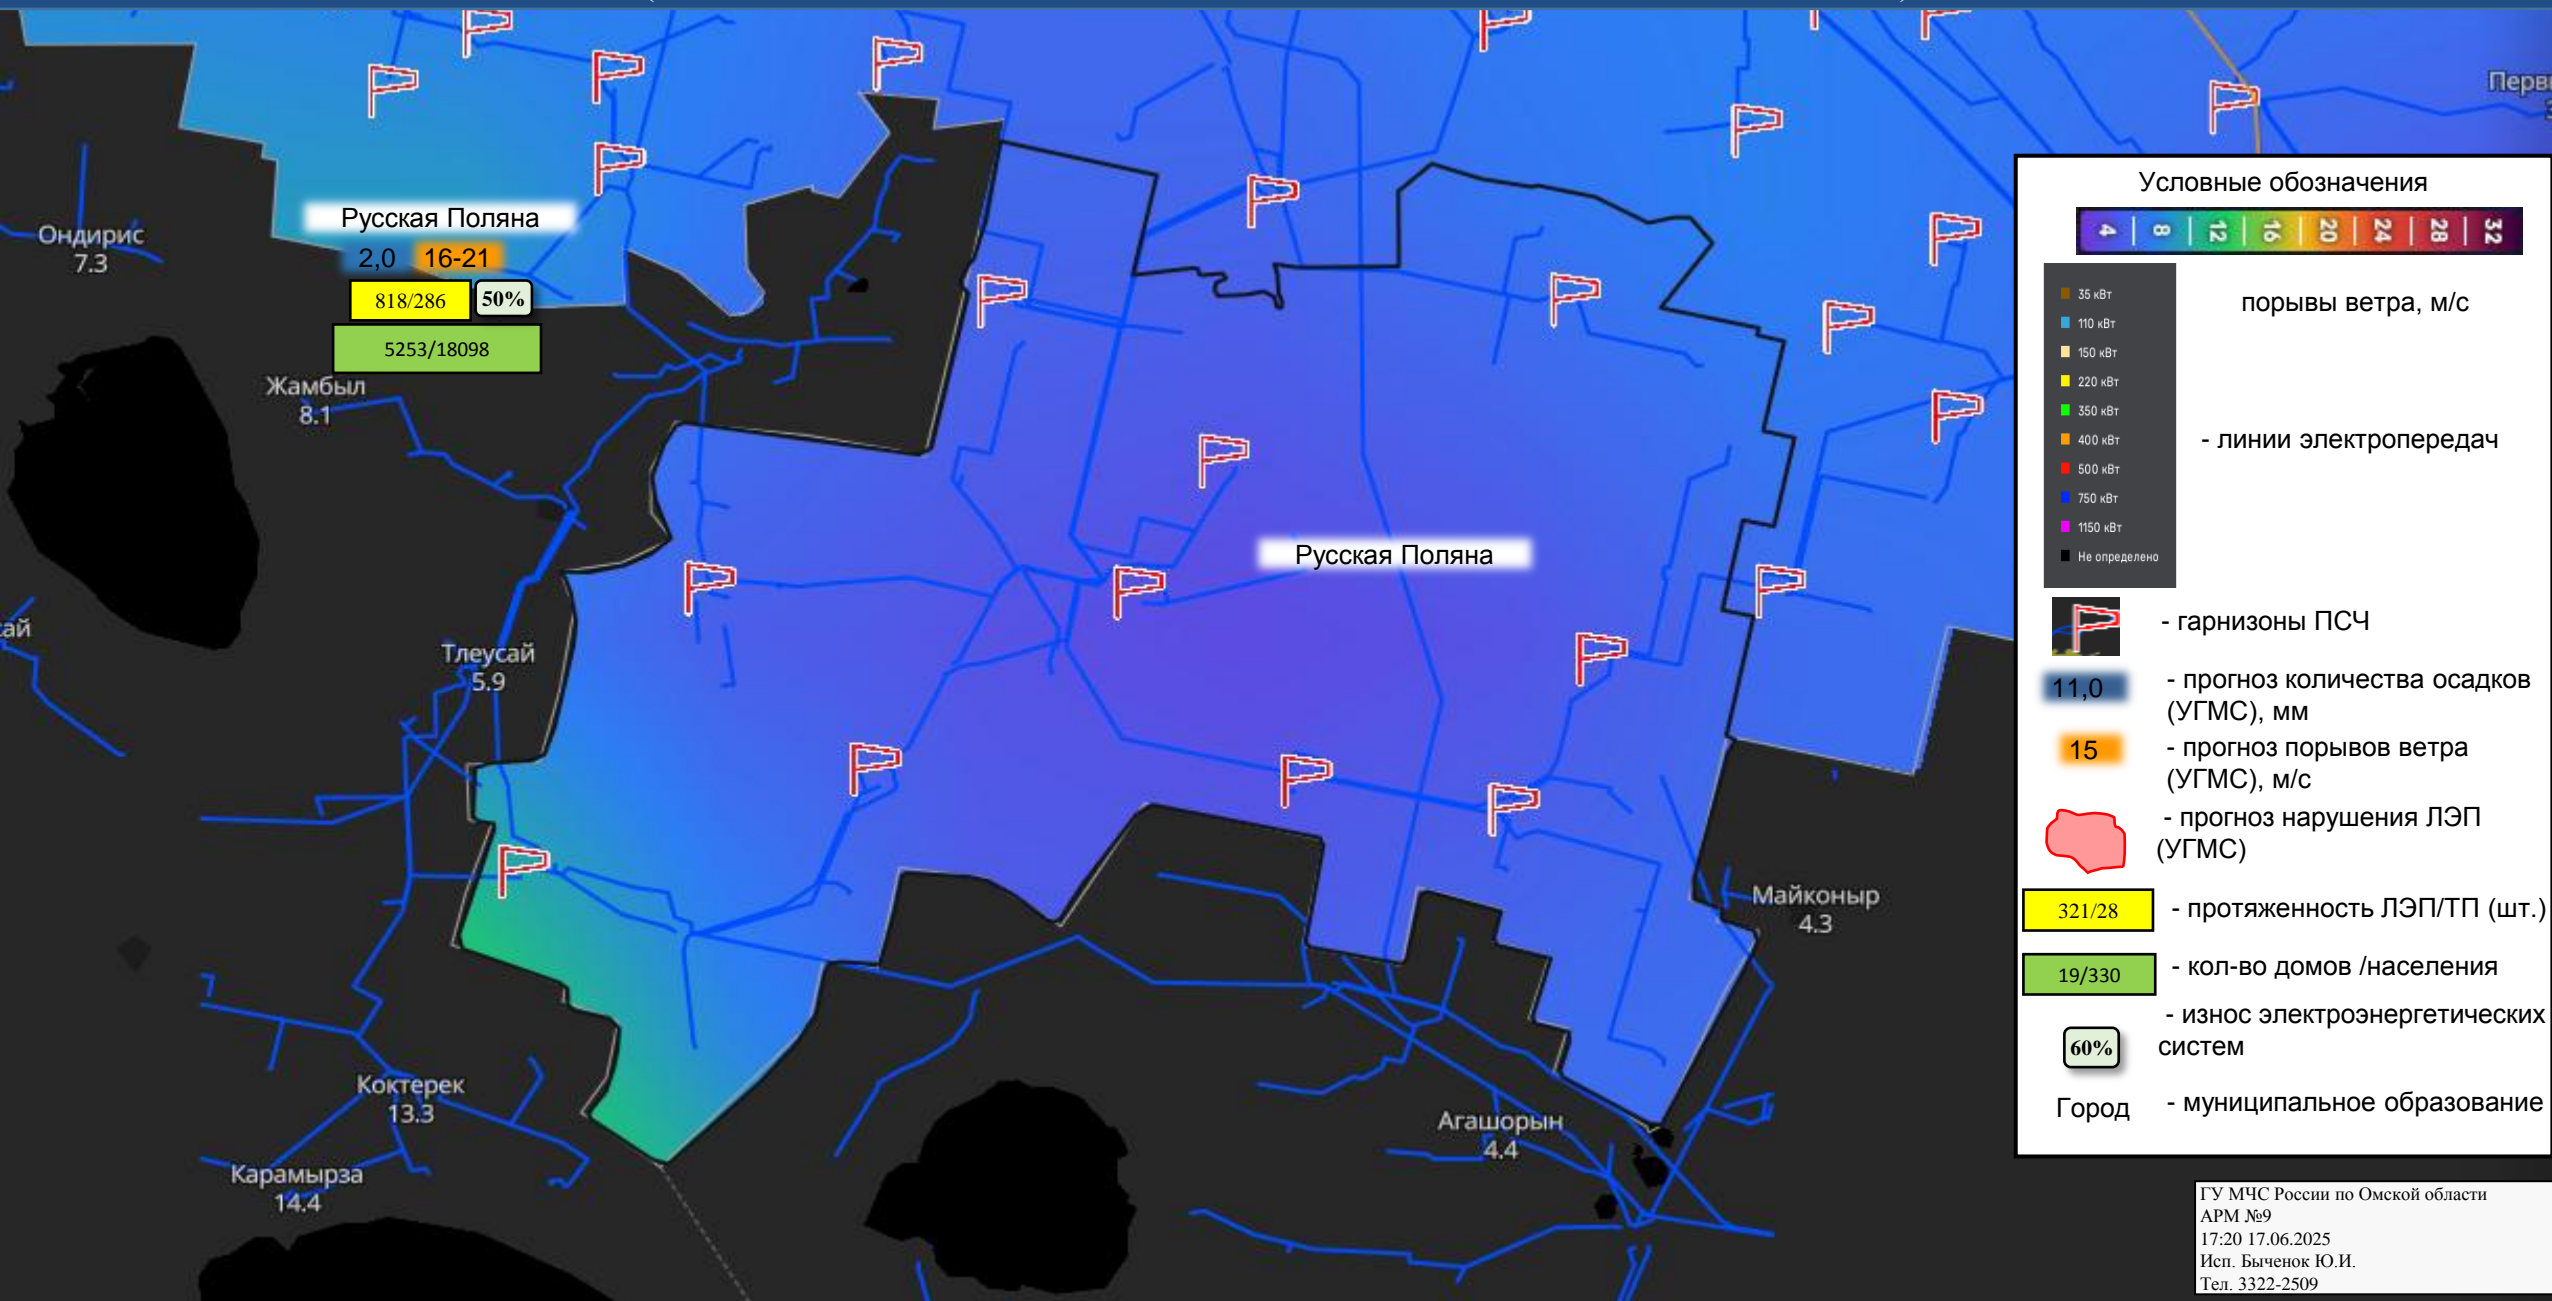 Перв
Ондирис
7.3
Русская Поляна
2,0 16-21
818/286 50%
5253/18098
Жамбыл
8.1
Русская Поляна
ай
Тлеусай
5.9
Майконыр
4.3
Коктерек
13.3
Агашорын
4.4
Карамырза
14.4
Условные обозначения
4 8 12 16 20 24 28 32
порывы ветра, м/с
35 кВт
110 кВт
150 кВт
220 кВт
350 кВт
400 кВт
500 кВт
750 кВт
1150 кВт
Не определено
- линии электропередач
- гарнизоны ПСЧ
11,0 - прогноз количества осадков
(УГМС), мм
15 - прогноз порывов ветра
(УГМС), м/с
- прогноз нарушения ЛЭП
(УГМС)
321/28 - протяженность ЛЭП/ТП (шт.)
19/330 - кол-во домов /населения
- износ электроэнергетических
60% систем
Город - муниципальное образование
ГУ МЧС России по Омской области
АРМ №9
17:20 17.06.2025
Исп. Быченок Ю.И.
Тел. 3322-2509